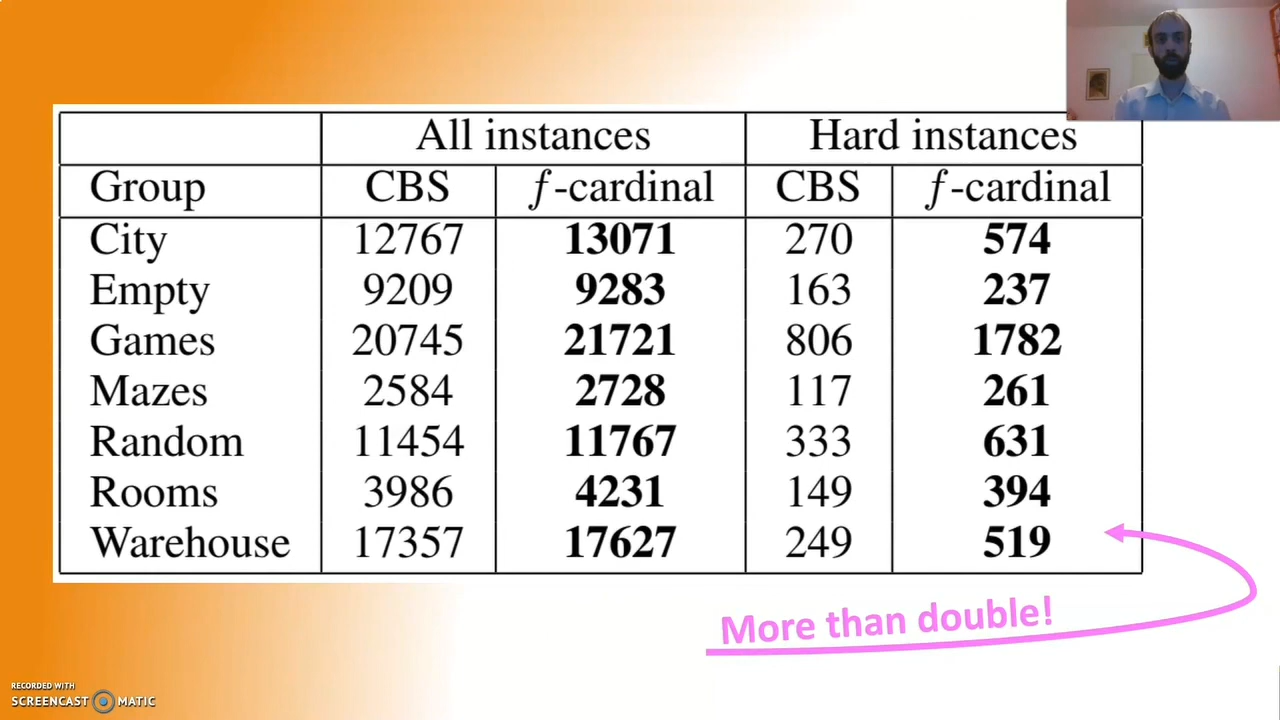 All instances Hard instances
Group CBS f-cardinal CBS f-cardinal
City 12767 13071 270 574
Empty 9209 9283 163 237
Games 20745 21721 806 1782
Mazes 2584 2728 117 261
Random 11454 11767 333 631
Rooms 3986 4231 149 394
Warehouse 17357 17627 249 519
More than double!
RECORDED WITH
SCREENCAST MATIC